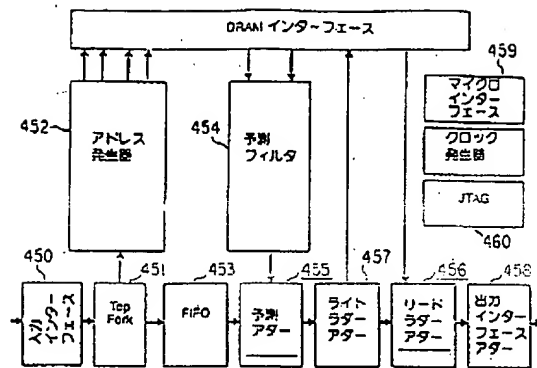 DRAM インターフェース
459
マイクロ
インター
フェース
452
アドレス
発生器
454
予測
フィルタ
クロック
発生器
JTAG
460
450
451
453
455
457
456
458
入力
インター
フェース
Top
Fork
FIFO
予測
アダー
ライト
ラダー
アダー
リード
ラダー
アダー
出力
インター
フェース
アダー